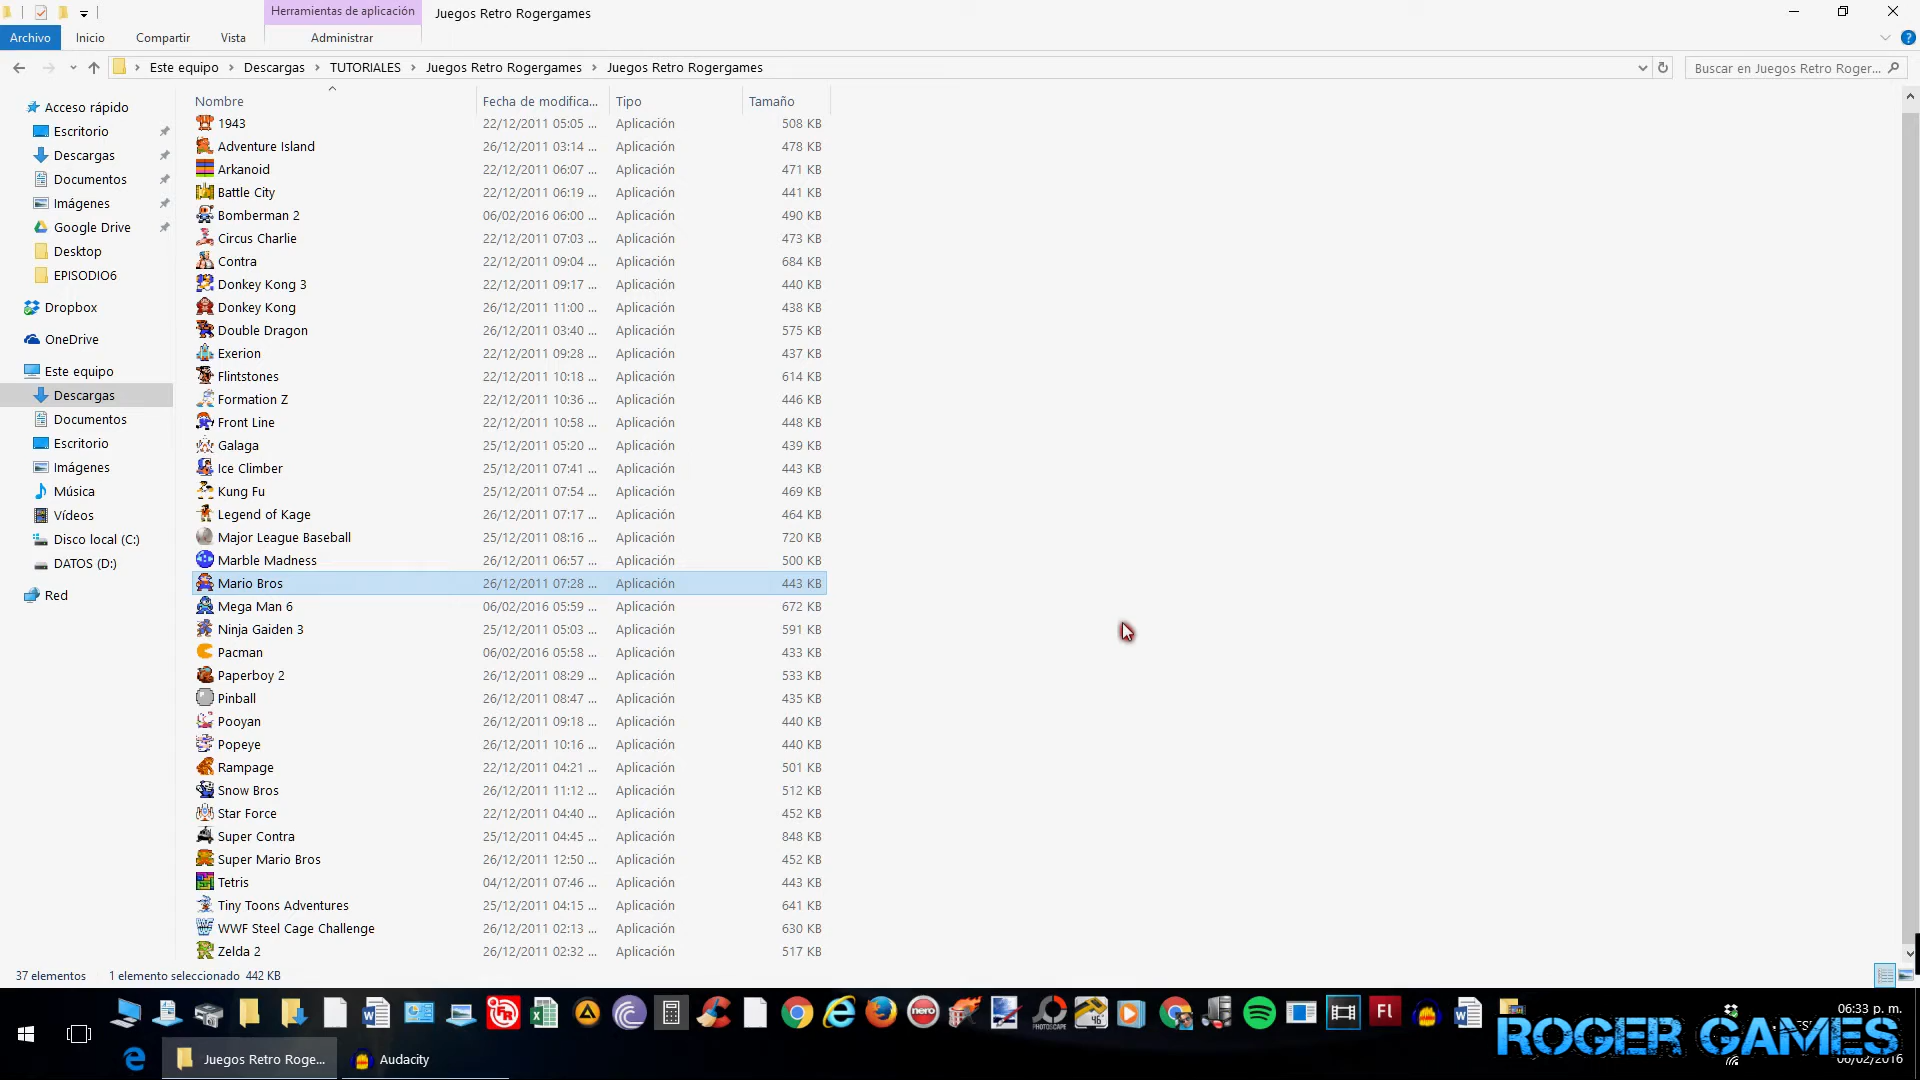 Herramientas de aplicación
Juegos Retro Rogergames
Archivo
Inicio
Compartir
Vista
Administrar
Este equipo
Descargas
TUTORIALES
Juegos Retro Rogergames
Juegos Retro Rogergames
Buscar en Juegos Retro Roger...
Acceso rápido
Escritorio
Descargas
Documentos
Imágenes
Google Drive
Desktop
EPISODIO6
Dropbox
OneDrive
Este equipo
Descargas
Documentos
Escritorio
Imágenes
Música
Vídeos
Disco local (C:)
DATOS (D:)
Red
Nombre Fecha de modifica... Tipo Tamaño
1943 22/12/2011 05:05 ... Aplicación 508 KB
Adventure Island 26/12/2011 03:14 ... Aplicación 478 KB
Arkanoid 22/12/2011 06:07 ... Aplicación 471 KB
Battle City 22/12/2011 06:19 ... Aplicación 441 KB
Bomberman 2 06/02/2016 06:00 ... Aplicación 490 KB
Circus Charlie 22/12/2011 07:03 ... Aplicación 473 KB
Contra 22/12/2011 09:04 ... Aplicación 684 KB
Donkey Kong 3 22/12/2011 09:17 ... Aplicación 440 KB
Donkey Kong 26/12/2011 11:00 ... Aplicación 438 KB
Double Dragon 26/12/2011 03:40 ... Aplicación 575 KB
Exerion 22/12/2011 09:28 ... Aplicación 437 KB
Flintstones 22/12/2011 10:18 ... Aplicación 614 KB
Formation Z 22/12/2011 10:36 ... Aplicación 446 KB
Front Line 22/12/2011 10:58 ... Aplicación 448 KB
Galaga 25/12/2011 05:20 ... Aplicación 439 KB
Ice Climber 25/12/2011 07:41 ... Aplicación 443 KB
Kung Fu 25/12/2011 07:54 ... Aplicación 469 KB
Legend of Kage 26/12/2011 07:17 ... Aplicación 464 KB
Major League Baseball 25/12/2011 08:16 ... Aplicación 720 KB
Marble Madness 26/12/2011 06:57 ... Aplicación 500 KB
Mario Bros 26/12/2011 07:28 ... Aplicación 443 KB
Mega Man 6 06/02/2016 05:59 ... Aplicación 672 KB
Ninja Gaiden 3 25/12/2011 05:03 ... Aplicación 591 KB
Pacman 06/02/2016 05:58 ... Aplicación 433 KB
Paperboy 2 26/12/2011 08:29 ... Aplicación 533 KB
Pinball 26/12/2011 08:47 ... Aplicación 435 KB
Pooyan 26/12/2011 09:18 ... Aplicación 440 KB
Popeye 26/12/2011 10:16 ... Aplicación 440 KB
Rampage 22/12/2011 04:21 ... Aplicación 501 KB
Snow Bros 26/12/2011 11:12 ... Aplicación 512 KB
Star Force 22/12/2011 04:40 ... Aplicación 452 KB
Super Contra 25/12/2011 04:45 ... Aplicación 848 KB
Super Mario Bros 26/12/2011 12:50 ... Aplicación 452 KB
Tetris 04/12/2011 07:46 ... Aplicación 443 KB
Tiny Toons Adventures 25/12/2011 04:15 ... Aplicación 641 KB
WWF Steel Cage Challenge 26/12/2011 02:13 ... Aplicación 630 KB
Zelda 2 26/12/2011 02:32 ... Aplicación 517 KB
37 elementos 1 elemento seleccionado 442 KB
nero
PHOTOSCAPE
Fl
06:33 p. m.
ROGER GAMES
06/02/2016
Juegos Retro Roge...
Audacity